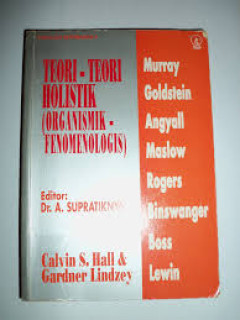 TEORI - TEORI
HOLISTIK
(ORGANISMIK -
FENOMENOLOGIS)
Editor:
Dr. A. SUPRATIKNYA
Calvin S. Hall &
Gardner Lindzey
Murray
Goldstein
Angyall
Maslow
Rogers
Binswanger
Boss
Lewin